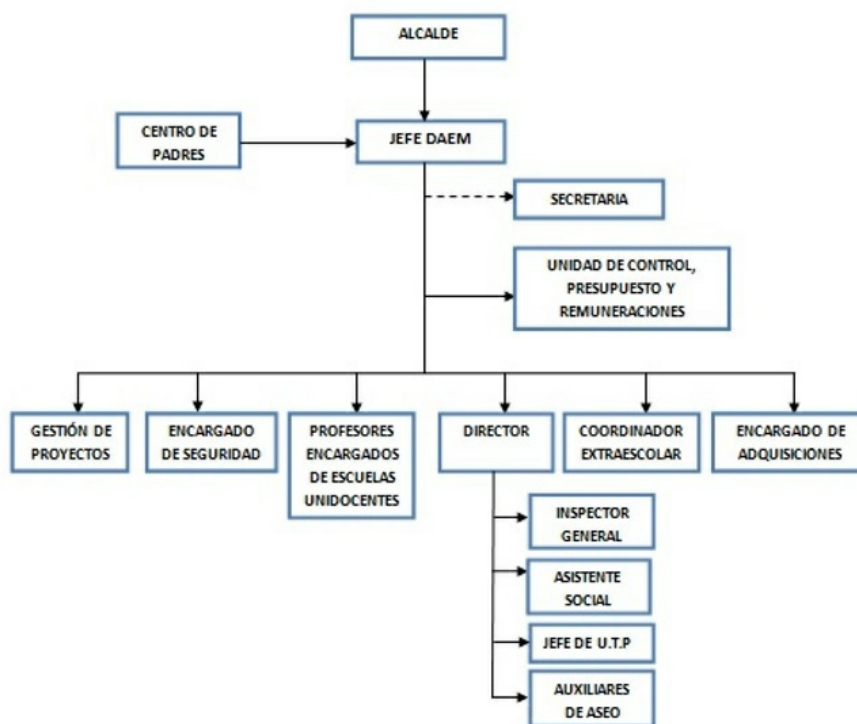 ALCALDE
CENTRO DE
PADRES
JEFE DAEM
SECRETARIA
UNIDAD DE CONTROL,
PRESUPUESTO Y
REMUNERACIONES
GESTIÓN DE
PROYECTOS
ENCARGADO
DE SEGURIDAD
PROFESORES
ENCARGADOS
DE ESCUELAS
UNIDOCENTES
DIRECTOR
COORDINADOR
EXTRAESCOLAR
ENCARGADO DE
ADQUISICIONES
INSPECTOR
GENERAL
ASISTENTE
SOCIAL
JEFE DE U.T.P
AUXILIARES
DE ASEO